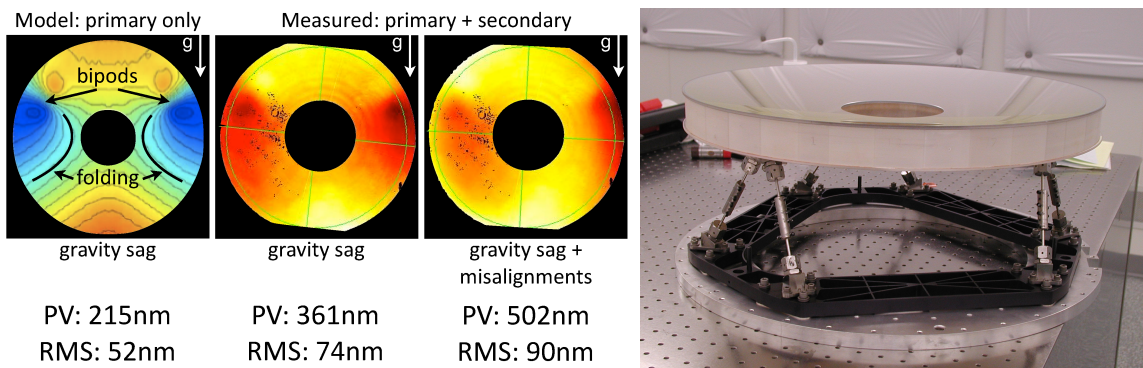 Model: primary only
Measured: primary + secondary
g
g
g
bipods
folding
gravity sag
gravity sag
gravity sag +
misalignments
PV: 215nm
RMS: 52nm
PV: 361nm
RMS: 74nm
PV: 502nm
RMS: 90nm